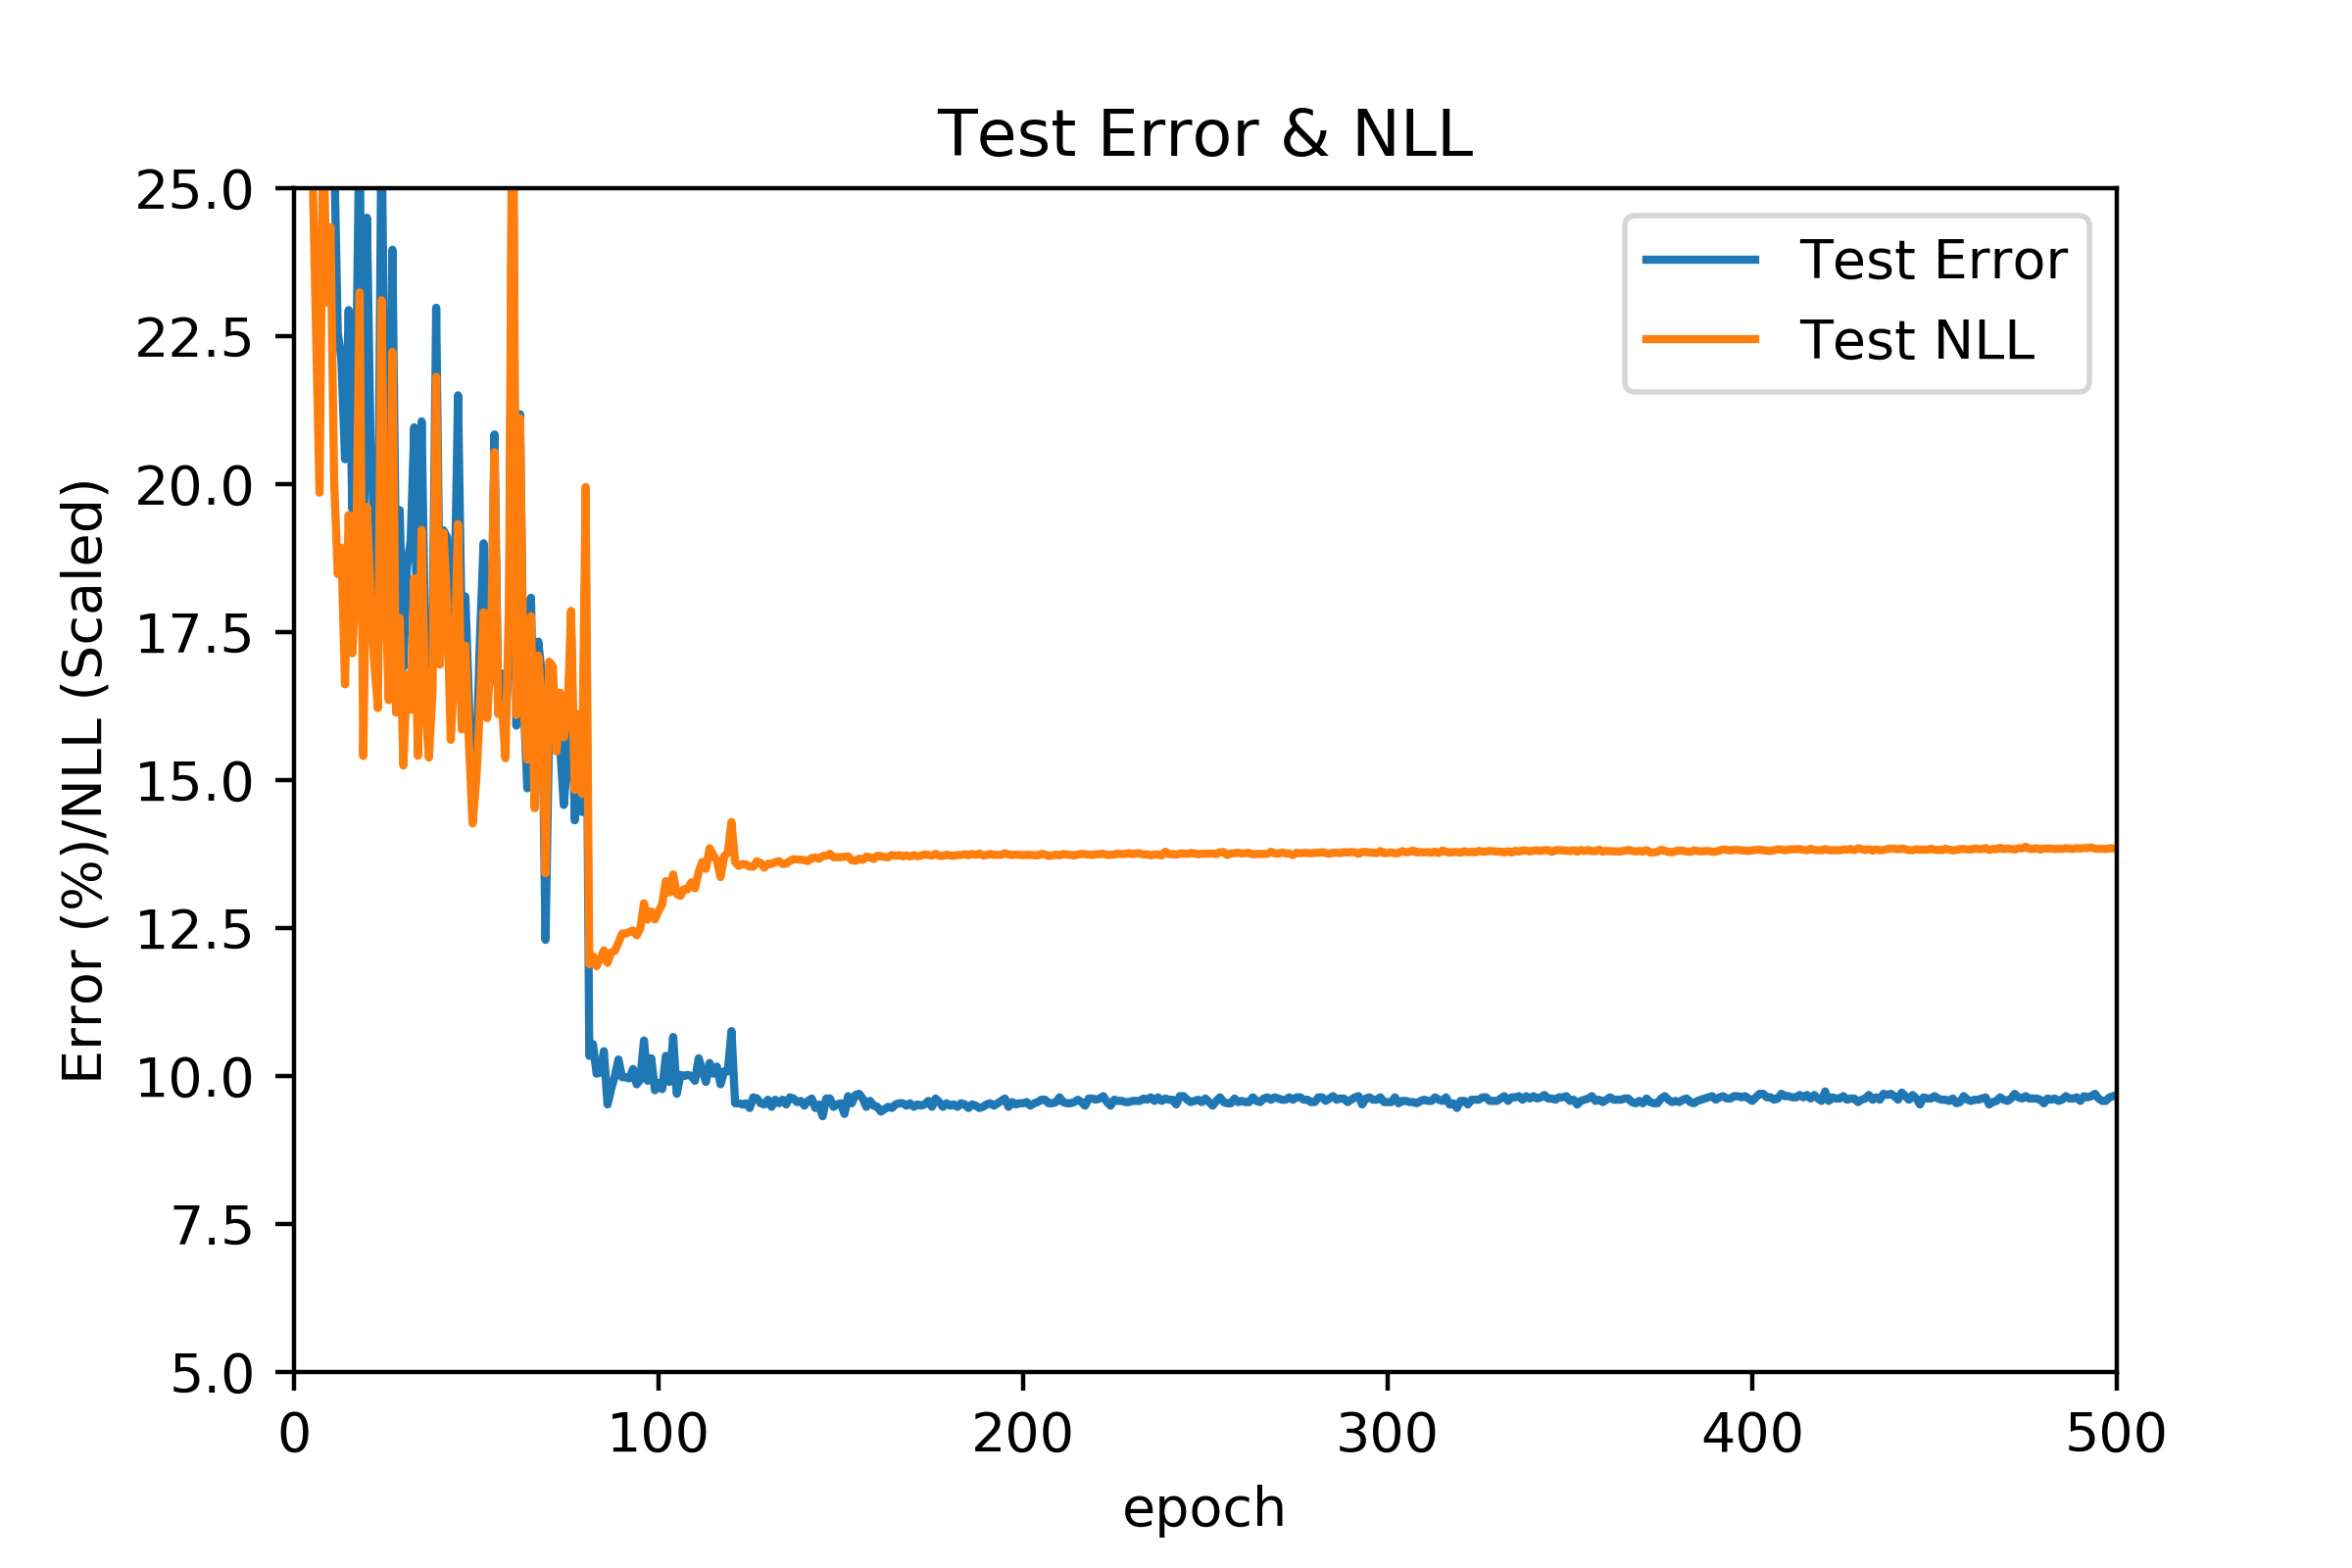 Test Error & NLL
Error (%)/NLL (Scaled)
25.0
22.5
20.0
17.5
15.0
12.5
10.0
7.5
5.0
Test Error
Test NLL
0 100 200 300 400 500
epoch